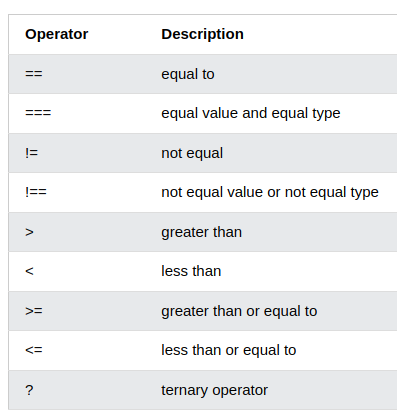 Operator Description
== equal to
=== equal value and equal type
!= not equal
!== not equal value or not equal type
> greater than
< less than
>= greater than or equal to
<= less than or equal to
? ternary operator